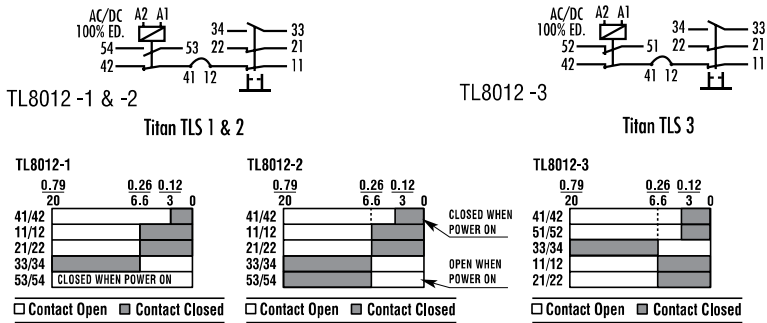 AC/DC A2 A1
100% ED.
34 33
54 53 22 21
42 11
41 12
TL8012 -1 & -2
Titan TLS 1 & 2
AC/DC A2 A1
100% ED.
34 33
52 51 22 21
42 11
41 12
TL8012 -3
Titan TLS 3
TL8012-1
0.79 0.26 0.12
20 6.6 3 0
41/42
11/12
21/22
33/34
53/54 CLOSED WHEN POWER ON
Contact Open Contact Closed
TL8012-2
0.79 0.26 0.12
20 6.6 3 0
41/42 CLOSED WHEN
11/12 POWER ON
21/22
33/34 OPEN WHEN
53/54 POWER ON
Contact Open Contact Closed
TL8012-3
0.79 0.26 0.12
20 6.6 3 0
41/42
51/52
33/34
11/12
21/22
Contact Open Contact Closed